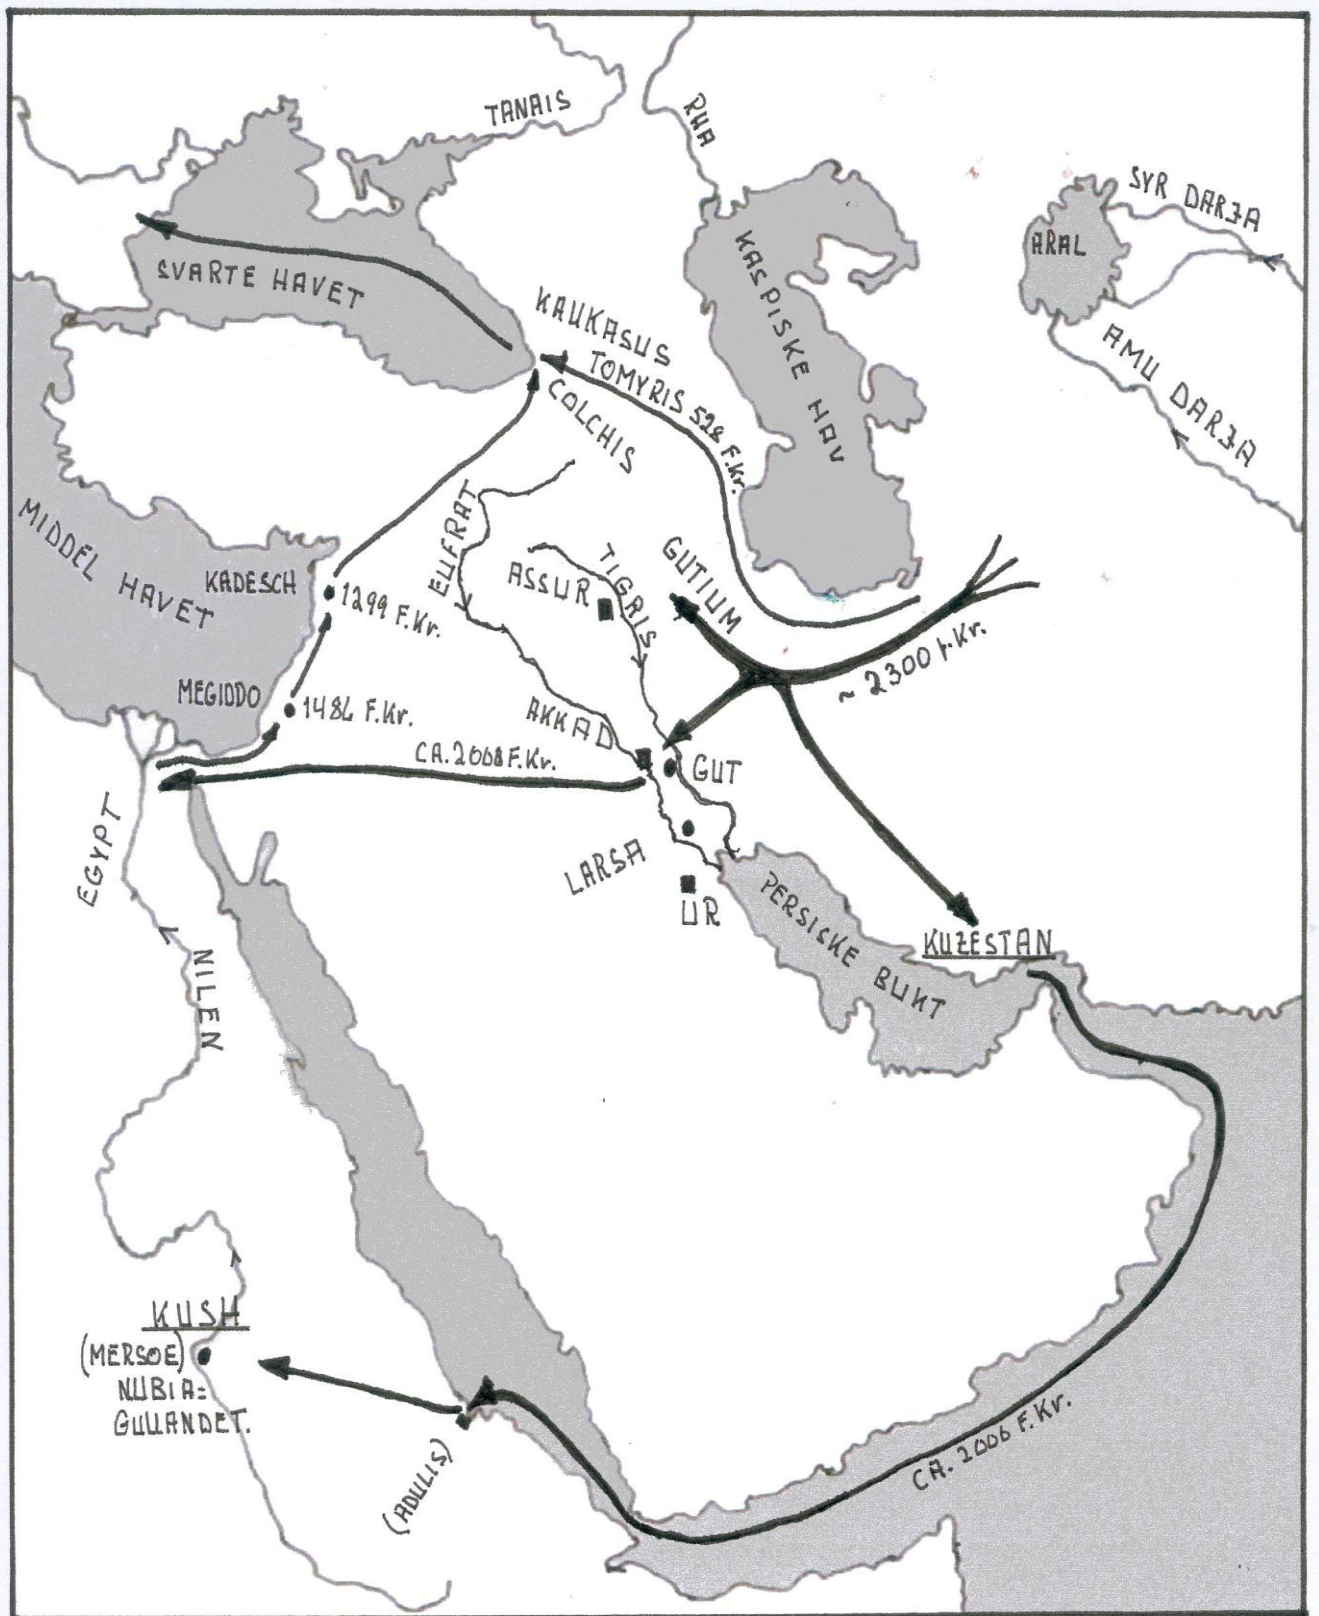 TANAIS
RHA
SYR DARJA
ARAL
KASPISKE HAV
SVARTE HAVET
KAUKASUS
TOMYRIS 528 F.Kr.
AMU DARJA
COLCHIS
MIDDEL HAVET
EUFRAT
TIGRIS
GUTIUM
KADESCH
1299 F.Kr.
ASSUR
~ 2300 f.Kr.
MEGIDDO
1486 F.Kr.
AKKAD
CA. 2008 F.Kr.
GUT
EGYPT
LARSA
UR
PERSISKE BUKT
KUZESTAN
NILEN
KUSH
(MERSOE)
NUBIA=
GULLANDET.
(ADULIS)
CA. 2006 F.Kr.